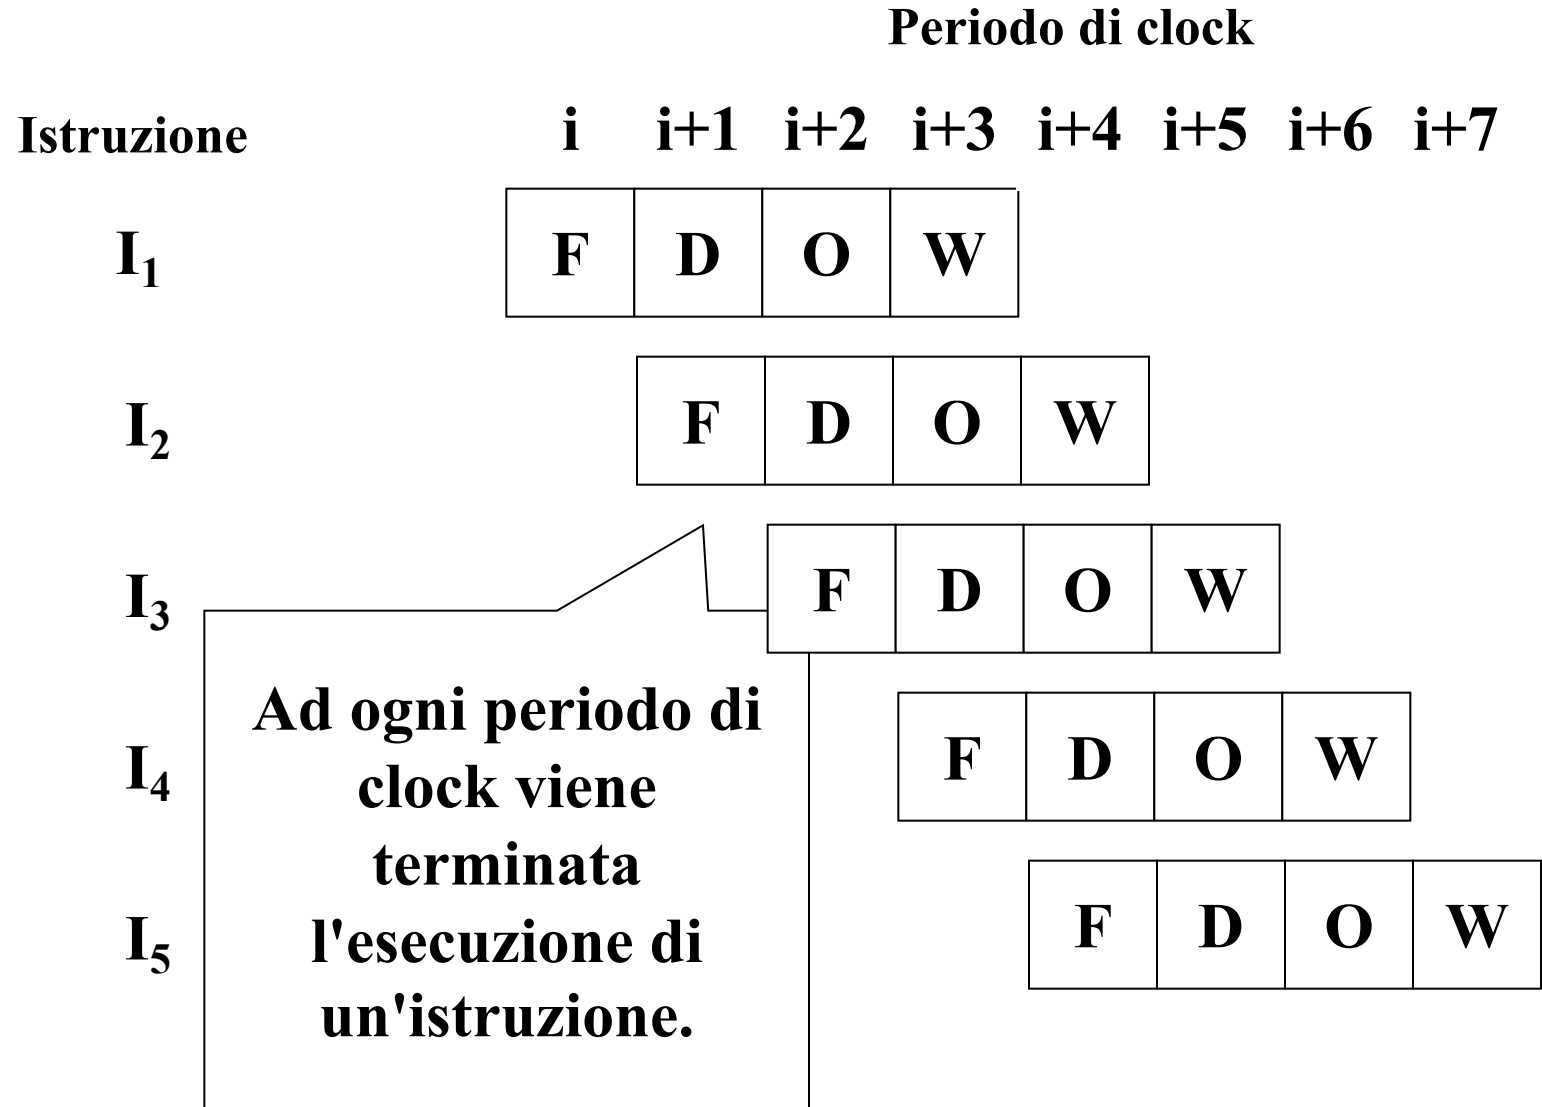 Periodo di clock
Istruzione i i+1 i+2 i+3 i+4 i+5 i+6 i+7
I1 F D O W
I2 F D O W
I3 F D O W
I4 F D O W
I5 F D O W
Ad ogni periodo di
clock viene
terminata
l'esecuzione di
un'istruzione.